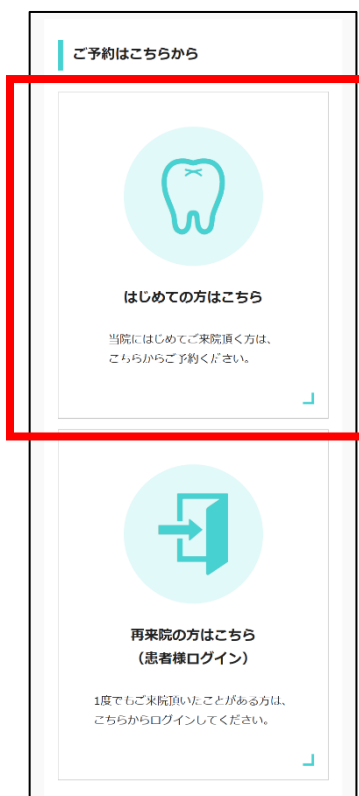 ご予約はこちらから
はじめての方はこちら
当院にはじめてご来院頂く方は、
こちらからご予約ください。
再来院の方はこちら
（患者様ログイン）
1度でもご来院頂いたことがある方は、
こちらからログインしてください。